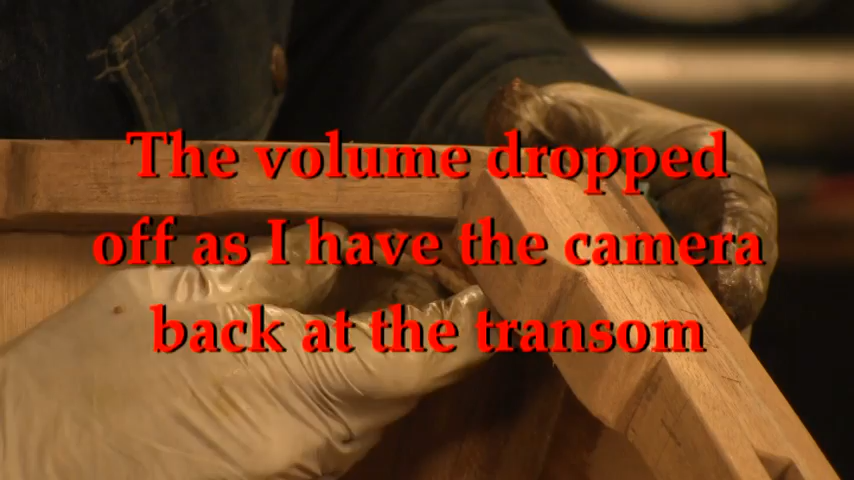 The volume dropped
off as I have the camera
back at the transom